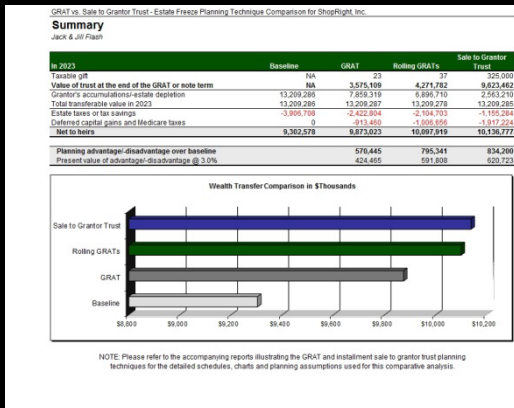 GRAT vs. Sale to Grantor Trust - Estate Freeze Planning Technique Comparison for ShopRight, Inc.
Summary
Jack & Jill Flash
Sale to Grantor
In 2023 Baseline GRAT Rolling GRATs Trust
Taxable gift NA 23 37 325,000
Value of trust at the end of the GRAT or note term NA 3,575,109 4,271,782 9,623,462
Grantor's accumulations/-estate depletion 13,209,286 7,859,319 6,896,710 2,563,210
Total transferable value in 2023 13,209,286 13,209,287 13,209,278 13,209,285
Estate taxes or tax savings -3,906,708 -2,422,804 -2,104,703 -1,155,284
Deferred capital gains and Medicare taxes 0 -913,460 -1,006,656 -1,917,224
Net to heirs 9,302,578 9,873,023 10,097,919 10,136,777
Planning advantage/-disadvantage over baseline 570,445 795,341 834,200
Present value of advantage/-disadvantage @ 3.0% 424,465 591,808 620,723
Wealth Transfer Comparison in $Thousands
Sale to Grantor Trust
Rolling GRATs
GRAT
Baseline
$8,800 $9,000 $9,200 $9,400 $9,600 $9,800 $10,000 $10,200
NOTE: Please refer to the accompanying reports illustrating the GRAT and installment sale to grantor trust planning
techniques for the detailed schedules, charts and planning assumptions used for this comparative analysis.